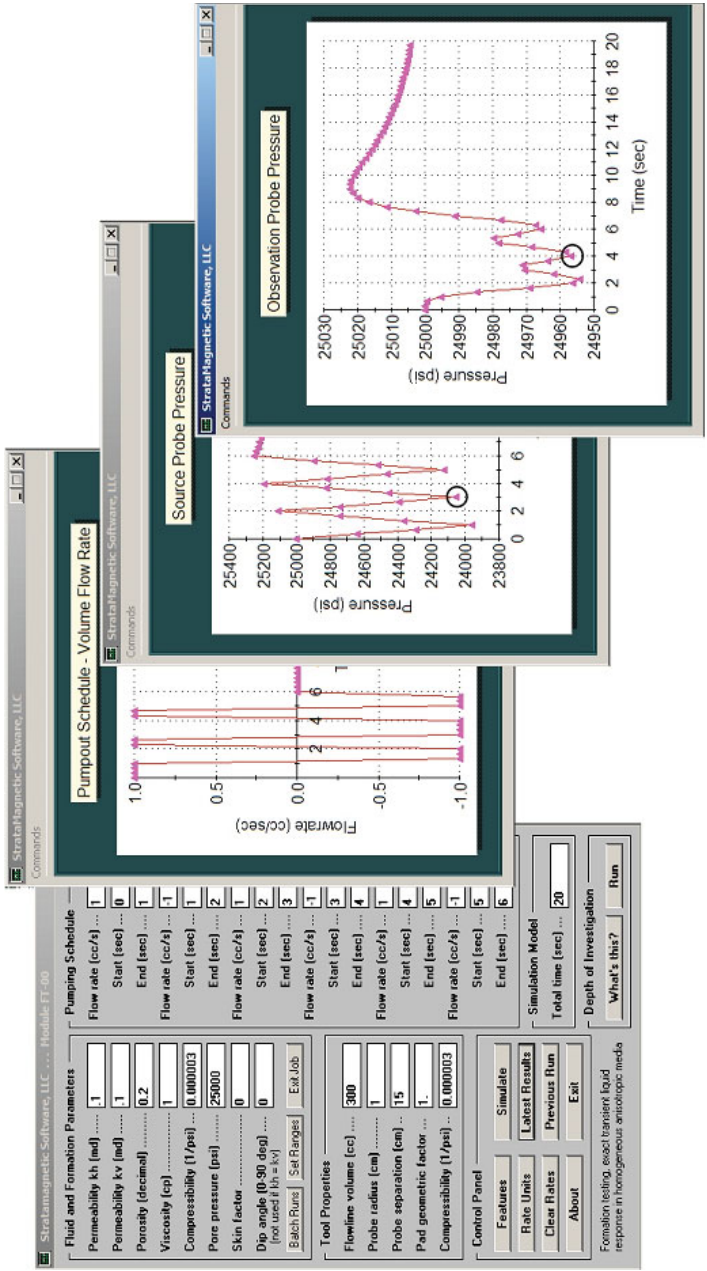 Stratamagnetic Software, LLC ... Module FT-00
Fluid and Formation Parameters
Permeability kh (md) .... .1
Permeability kv (md) .... .1
Porosity (decimal) .......... 0.2
Viscosity (cp) ................. 1
Compressibility (1/psi) .. 0.000003
Pore pressure (psi) ....... 25000
Skin factor .................... 0
Dip angle (0-90 deg) .... 0
(not used if kh = kv)
Batch Runs Set Ranges Exit Job
Tool Properties
Flowline volume (cc) ..... 300
Probe radius (cm) .......... 1
Probe separation (cm) .. 15
Pad geometric factor ... 1.
Compressibility (1/psi) .. 0.000003
Control Panel
Features Simulate
Rate Units Latest Results
Clear Rates Previous Run
About Exit
Formation testing, exact transient liquid
response in homogeneous anisotropic media
Pumping Schedule
Flow rate (cc/s) .... 1
Start (sec) .... 0
End (sec) .... 1
Flow rate (cc/s) .... -1
Start (sec) .... 1
End (sec) .... 2
Flow rate (cc/s) .... 1
Start (sec) .... 2
End (sec) .... 3
Flow rate (cc/s) .... -1
Start (sec) .... 3
End (sec) .... 4
Flow rate (cc/s) .... 1
Start (sec) .... 4
End (sec) .... 5
Flow rate (cc/s) .... -1
Start (sec) .... 5
End (sec) .... 6
Simulation Model
Total time (sec) ... 20
Depth of Investigation
What's this? Run
StrataMagnetic Software, LLC
Commands
Pumpout Schedule - Volume Flow Rate
Flowrate (cc/sec)
1.0
0.5
0.0
-0.5
-1.0
2 4 6
StrataMagnetic Software, LLC
Commands
Source Probe Pressure
Pressure (psi)
25400
25200
25000
24800
24600
24400
24200
24000
23800
0 2 4 6
StrataMagnetic Software, LLC
Commands
Observation Probe Pressure
Pressure (psi)
25030
25020
25010
25000
24990
24980
24970
24960
24950
0 2 4 6 8 10 12 14 16 18 20
Time (sec)